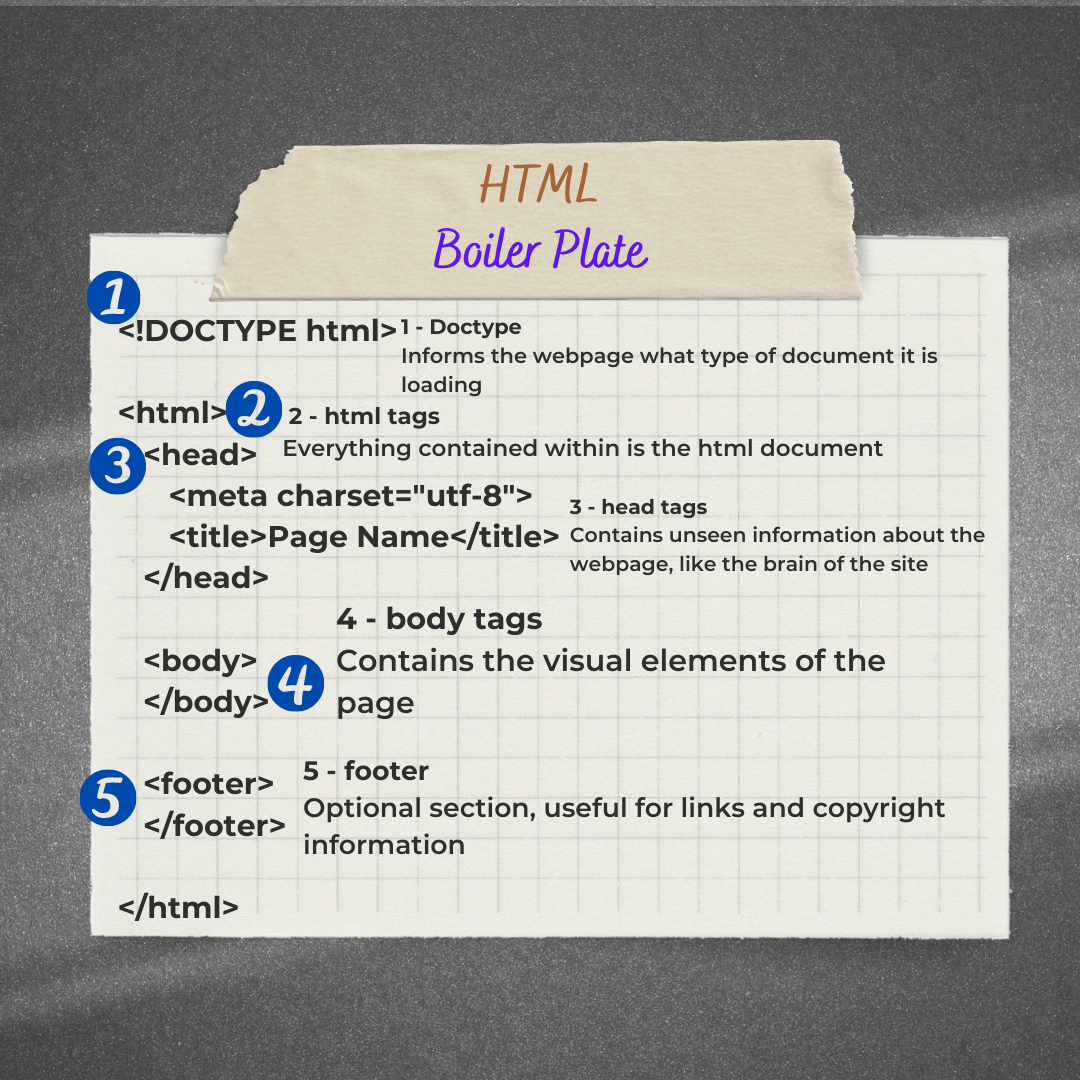 HTML
Boiler Plate
1
<!DOCTYPE html>
1 - Doctype
Informs the webpage what type of document it is
loading
<html>
2
2 - html tags
Everything contained within is the html document
3
<head>
<meta charset="utf-8">
<title>Page Name</title>
</head>
3 - head tags
Contains unseen information about the
webpage, like the brain of the site
4 - body tags
Contains the visual elements of the
page
<body>
</body>
4
5
<footer>
</footer>
5 - footer
Optional section, useful for links and copyright
information
</html>